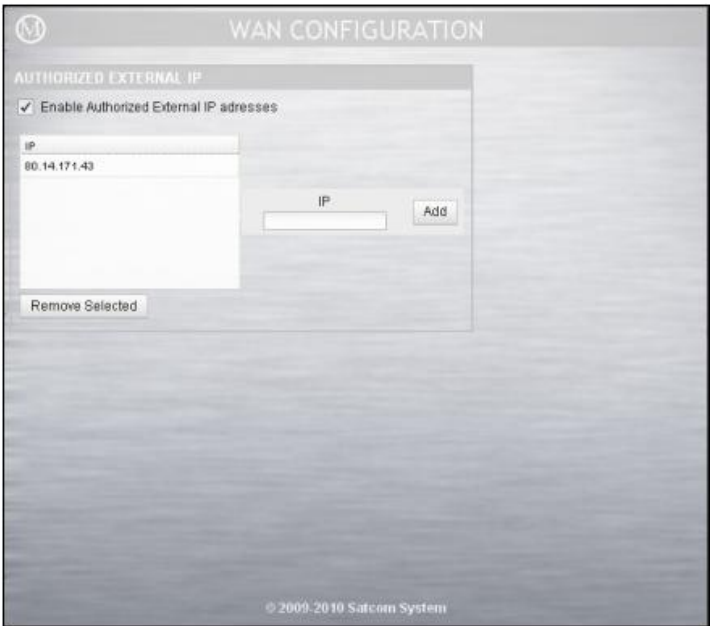 M
WAN CONFIGURATION
AUTHORIZED EXTERNAL IP
Enable Authorized External IP adresses
IP
80.14.171.43
IP
Add
Remove Selected
© 2009-2010 Satcom System